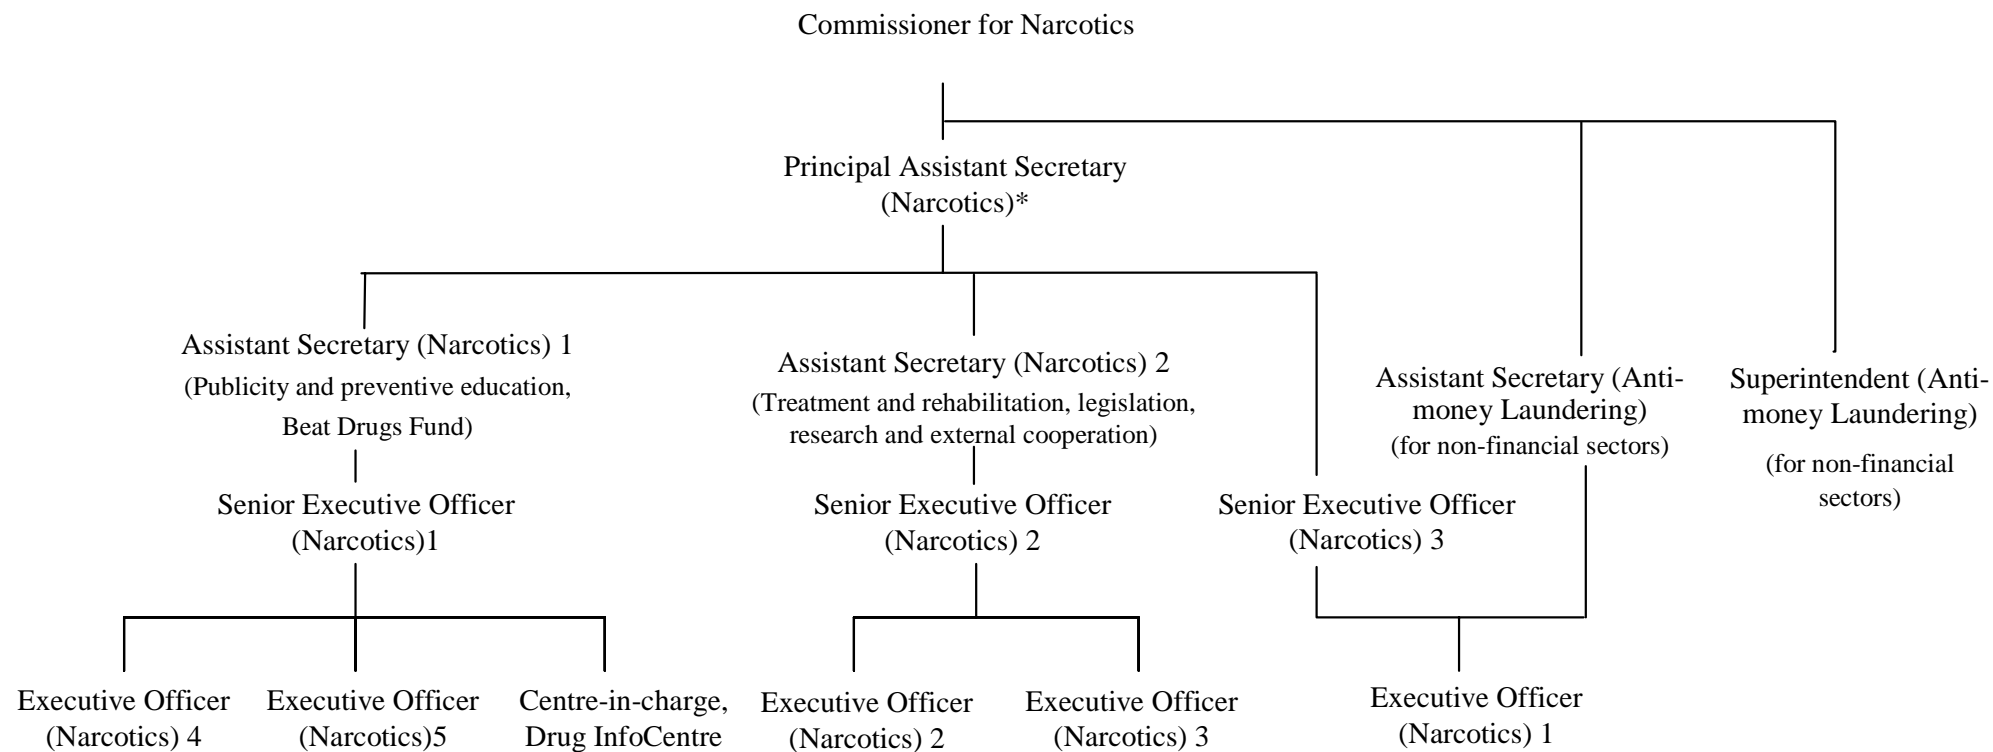 Commissioner for Narcotics
Principal Assistant Secretary
(Narcotics)*
Assistant Secretary (Narcotics) 1
(Publicity and preventive education,
Beat Drugs Fund)
Assistant Secretary (Narcotics) 2
(Treatment and rehabilitation, legislation,
research and external cooperation)
Assistant Secretary (Anti-
money Laundering)
(for non-financial sectors)
Superintendent (Anti-
money Laundering)
(for non-financial
sectors)
Senior Executive Officer
(Narcotics)1
Senior Executive Officer
(Narcotics) 2
Senior Executive Officer
(Narcotics) 3
Executive Officer
(Narcotics) 4
Executive Officer
(Narcotics)5
Centre-in-charge,
Drug InfoCentre
Executive Officer
(Narcotics) 2
Executive Officer
(Narcotics) 3
Executive Officer
(Narcotics) 1